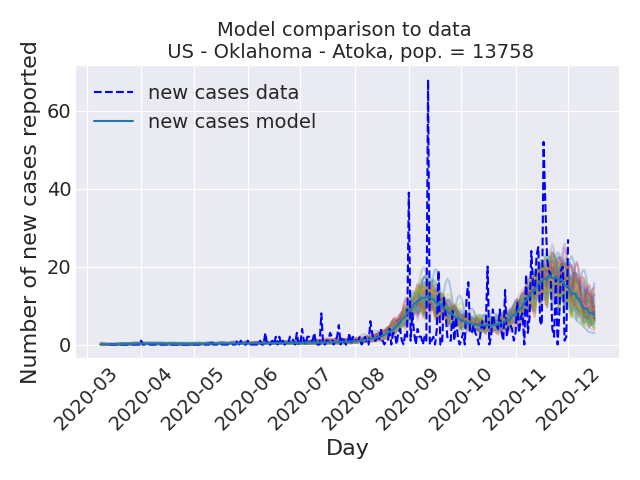 Model comparison to data
US - Oklahoma - Atoka, pop. = 13758
Number of new cases reported
60
40
20
0
new cases data
new cases model
2020-03
2020-04
2020-05
2020-06
2020-07
2020-08
2020-09
2020-10
2020-11
2020-12
Day